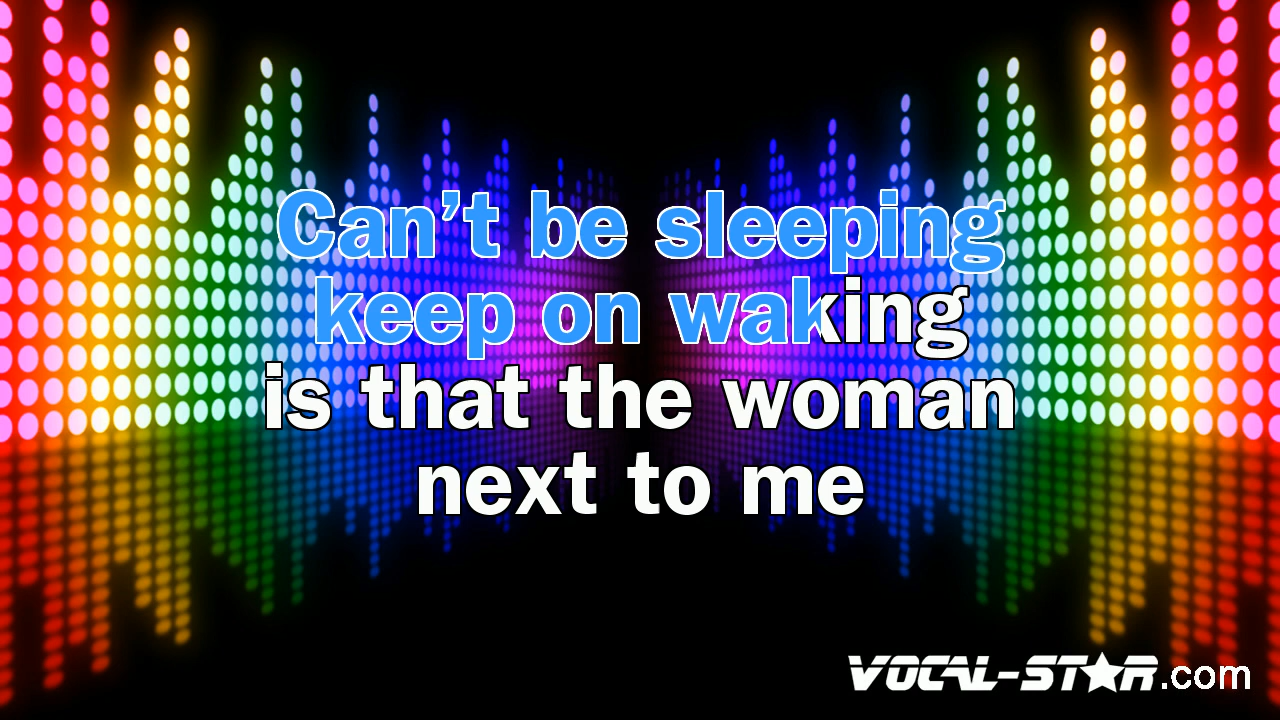 Can't be sleeping
keep on waking
is that the woman
next to me
VOCAL-STAR.com